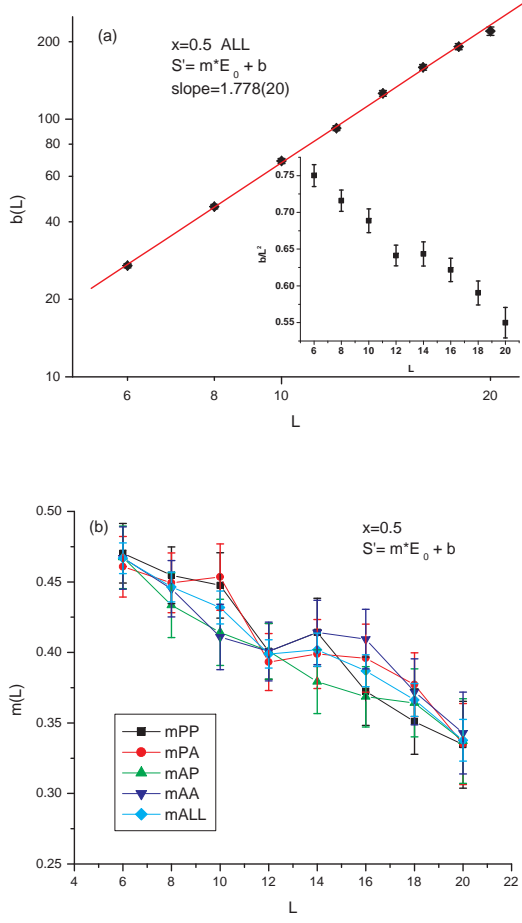 (a)
x=0.5 ALL
S'= m*E₀ + b
slope=1.778(20)
200
100
80
60
40
20
10
b(L)
6
8
10
20
L
0.75
0.70
0.65
0.60
0.55
b/L²
6
8
10
12
14
16
18
20
L
(b)
x=0.5
S'= m*E₀ + b
0.50
0.45
0.40
0.35
0.30
0.25
m(L)
mPP
mPA
mAP
mAA
mALL
4
6
8
10
12
14
16
18
20
22
L